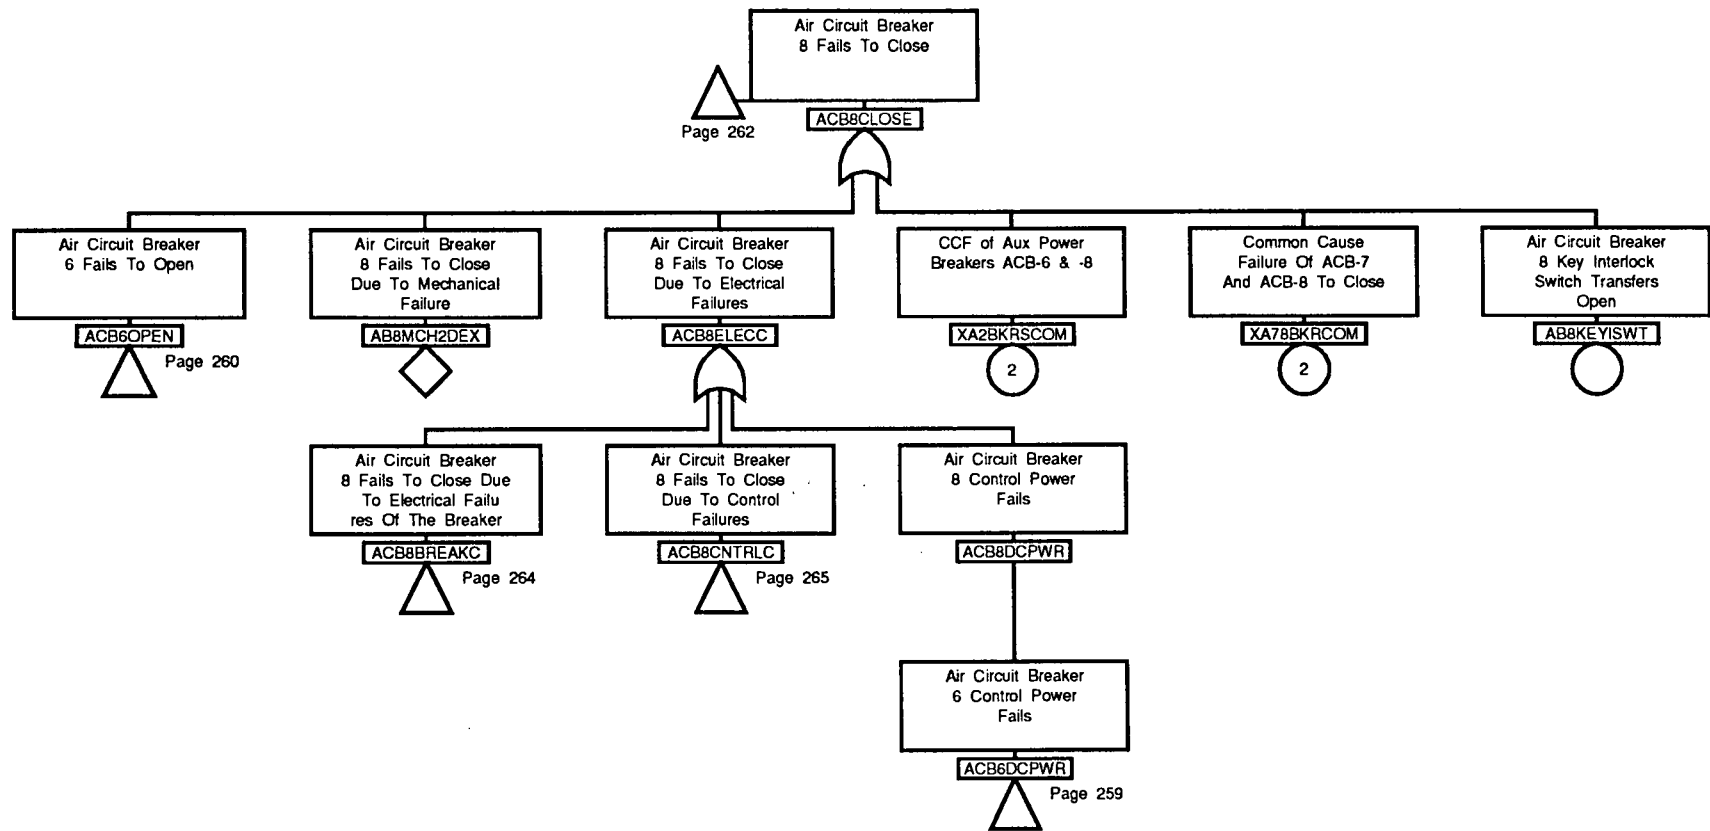 Air Circuit Breaker
8 Fails To Close
Page 262
ACB8CLOSE
Air Circuit Breaker
6 Fails To Open
ACB6OPEN
Page 260
Air Circuit Breaker
8 Fails To Close
Due To Mechanical
Failure
AB8MCH2DEX
Air Circuit Breaker
8 Fails To Close
Due To Electrical
Failures
ACB8ELECC
CCF of Aux Power
Breakers ACB-6 & -8
XA2BKRSCOM
2
Common Cause
Failure Of ACB-7
And ACB-8 To Close
XA78BKRCOM
2
Air Circuit Breaker
8 Key Interlock
Switch Transfers
Open
AB8KEYISWT
Air Circuit Breaker
8 Fails To Close Due
To Electrical Failu
res Of The Breaker
ACB8BREAKC
Page 264
Air Circuit Breaker
8 Fails To Close
Due To Control
Failures
ACB8CNTRLC
Page 265
Air Circuit Breaker
8 Control Power
Fails
ACB8DCPWR
Air Circuit Breaker
6 Control Power
Fails
ACB6DCPWR
Page 259